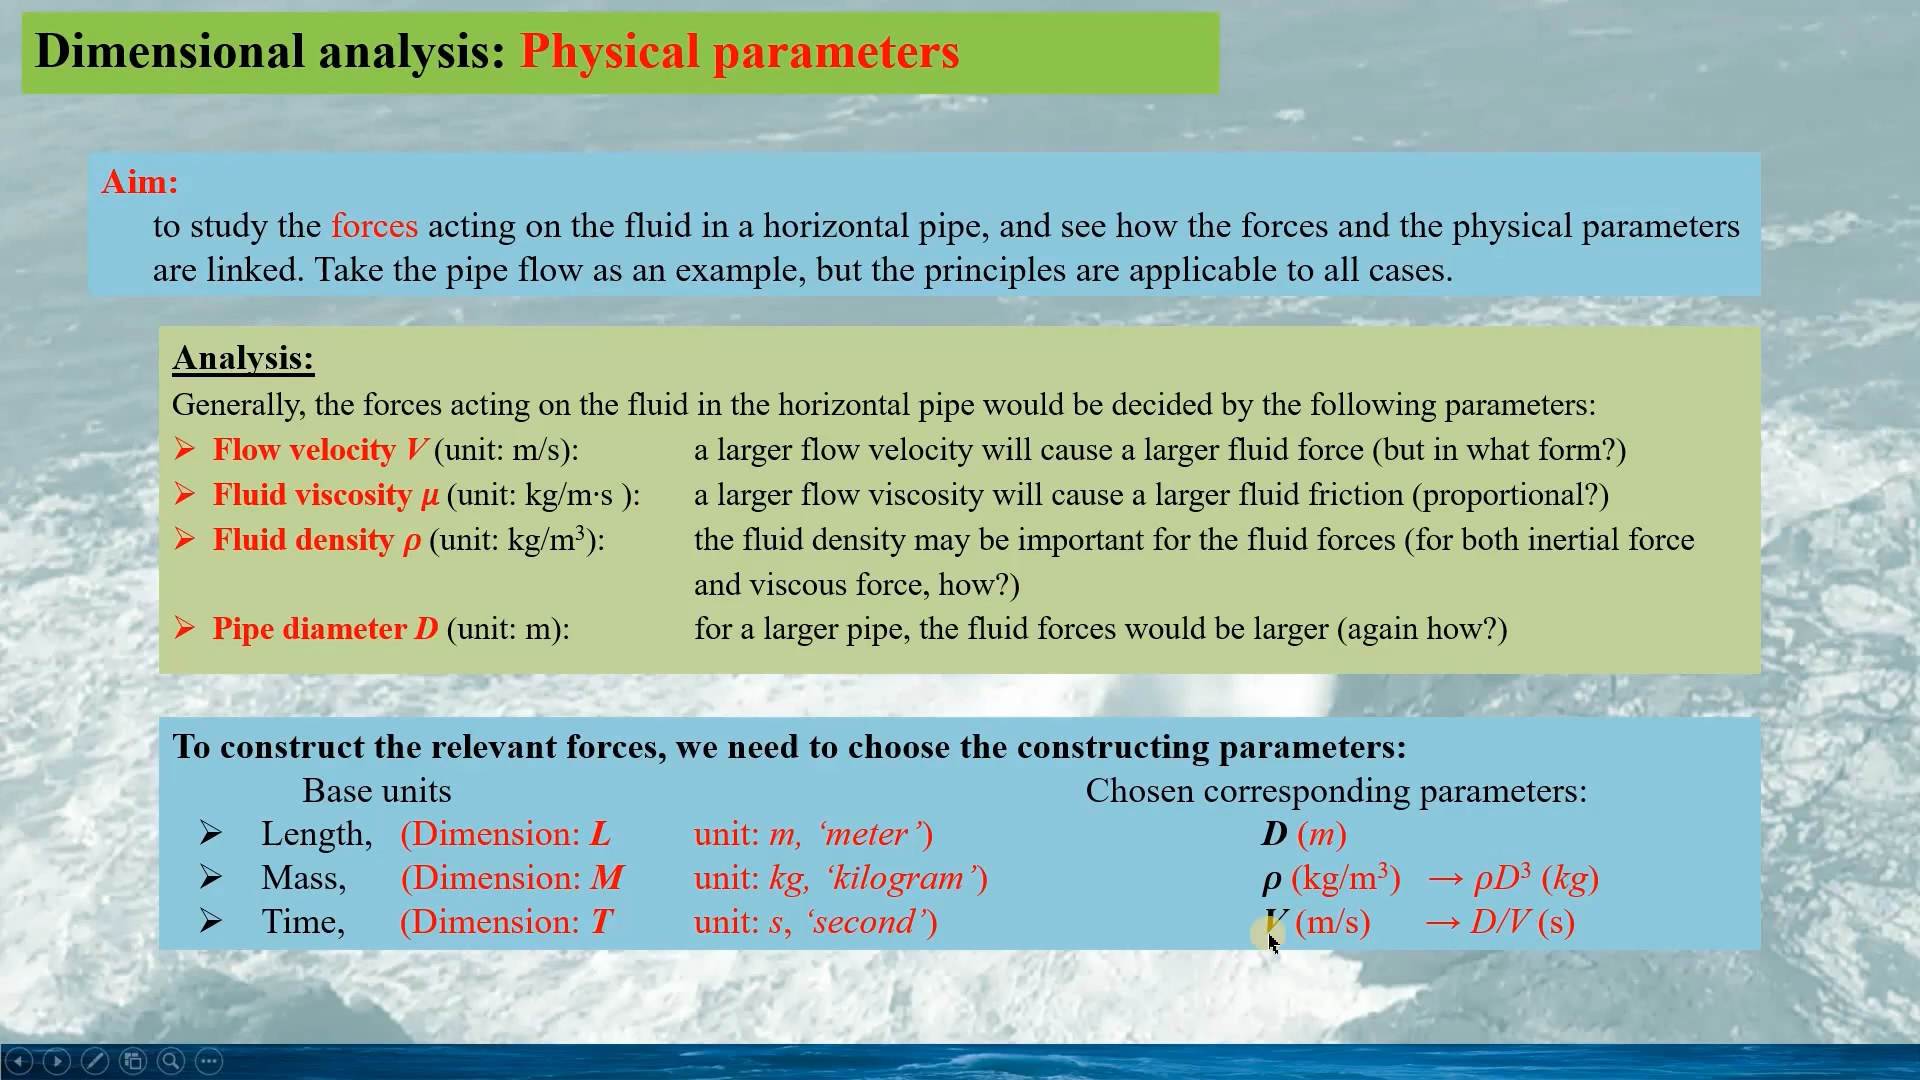 Dimensional analysis: Physical parameters
Aim:
to study the forces acting on the fluid in a horizontal pipe, and see how the forces and the physical parameters
are linked. Take the pipe flow as an example, but the principles are applicable to all cases.
Analysis:
Generally, the forces acting on the fluid in the horizontal pipe would be decided by the following parameters:
➢ Flow velocity V (unit: m/s): a larger flow velocity will cause a larger fluid force (but in what form?)
➢ Fluid viscosity μ (unit: kg/m·s ): a larger flow viscosity will cause a larger fluid friction (proportional?)
➢ Fluid density ρ (unit: kg/m³): the fluid density may be important for the fluid forces (for both inertial force
and viscous force, how?)
➢ Pipe diameter D (unit: m): for a larger pipe, the fluid forces would be larger (again how?)
To construct the relevant forces, we need to choose the constructing parameters:
Base units Chosen corresponding parameters:
➢ Length, (Dimension: L unit: m, ‘meter’) D (m)
➢ Mass, (Dimension: M unit: kg, ‘kilogram’) ρ (kg/m³) → ρD³ (kg)
➢ Time, (Dimension: T unit: s, ‘second’) V (m/s) → D/V (s)